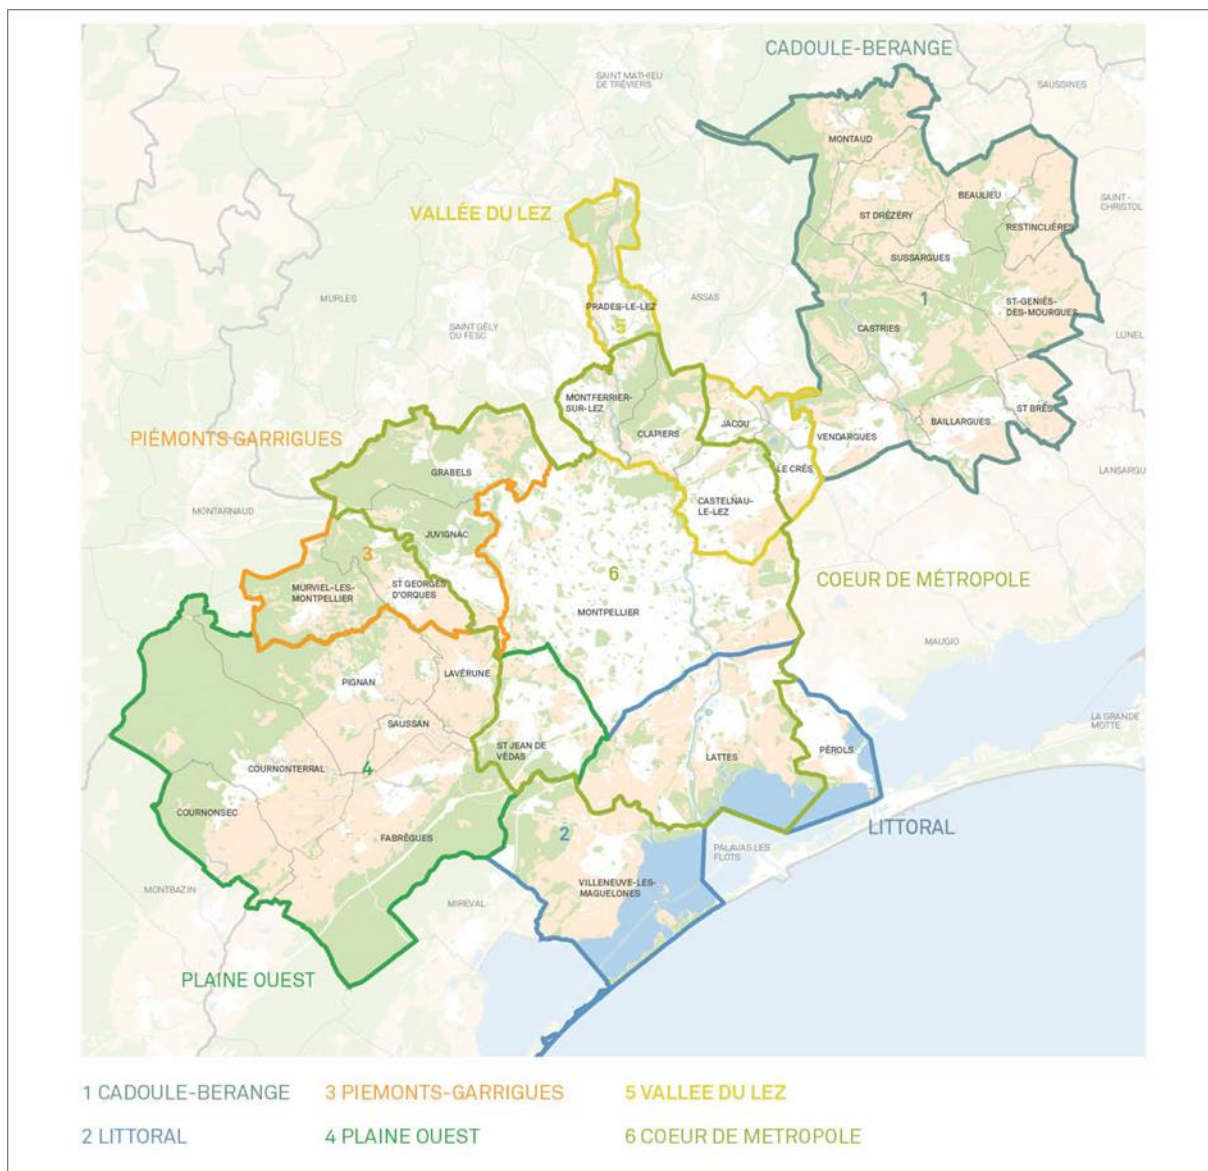 CADOULE-BERANGE
SAINT MATHIEU
DE TRÉVIERS
SAUSSINES
MONTAUD
BEAULIEU
SAINT-
CHRISTOL
VALLÉE DU LEZ
ST DRÉZÉRY
RESTINCLIÈRES
SUSSARGUES
MURLES
ASSAS
PRADES-LE-LEZ
1
ST-GENIÉS-
DES-MOURGUES
5
SAINT GÉLY
DU FESC
CASTRIES
LUNEL
MONTFERRIER-
SUR-LEZ
ST BRÈS
JACOU
BAILLARGUES
CLAPIERS
VENDARGUES
PIÉMONTS GARRIGUES
GRABELS
LE CRÈS
LANSARGU
CASTELNAU-
LE-LEZ
MONTARNAUD
JUVIGNAC
3
6
COEUR DE MÉTROPOLE
MURVIEL-LES-
MONTPELLIER
ST GEORGES
D'ORQUES
MONTPELLIER
MAUGIO
LAVÉRUNE
PIGNAN
LA GRANDE
MOTTE
SAUSSAN
ST JEAN DE
VÉDAS
PÉROLS
LATTES
COURNONTERRAL
4
COURNONSEC
LITTORAL
2
FABRÈGUES
PALAVAS LES
FLOTS
VILLENEUVE-LES-
MAGUELONES
MONTBAZIN
MIREVAL
PLAINE OUEST
1 CADOULE-BERANGE
3 PIEMONTS-GARRIGUES
5 VALLEE DU LEZ
2 LITTORAL
4 PLAINE OUEST
6 COEUR DE METROPOLE